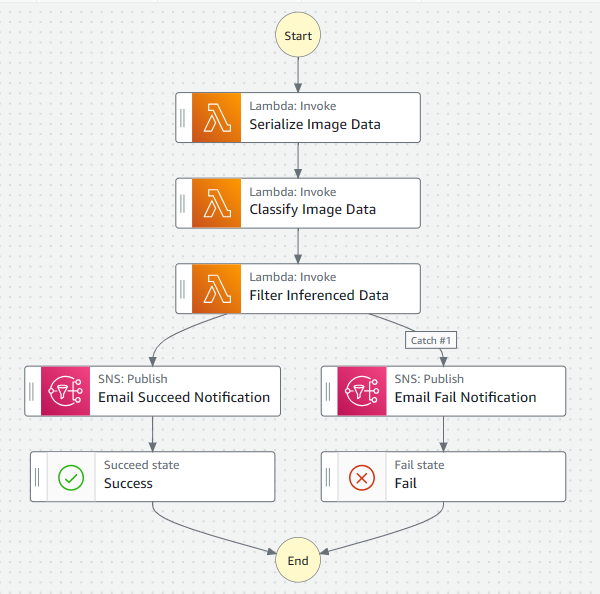 Start
Lambda: Invoke
Serialize Image Data
Lambda: Invoke
Classify Image Data
Lambda: Invoke
Filter Inferenced Data
Catch #1
SNS: Publish
Email Succeed Notification
SNS: Publish
Email Fail Notification
Succeed state
Success
Fail state
Fail
End